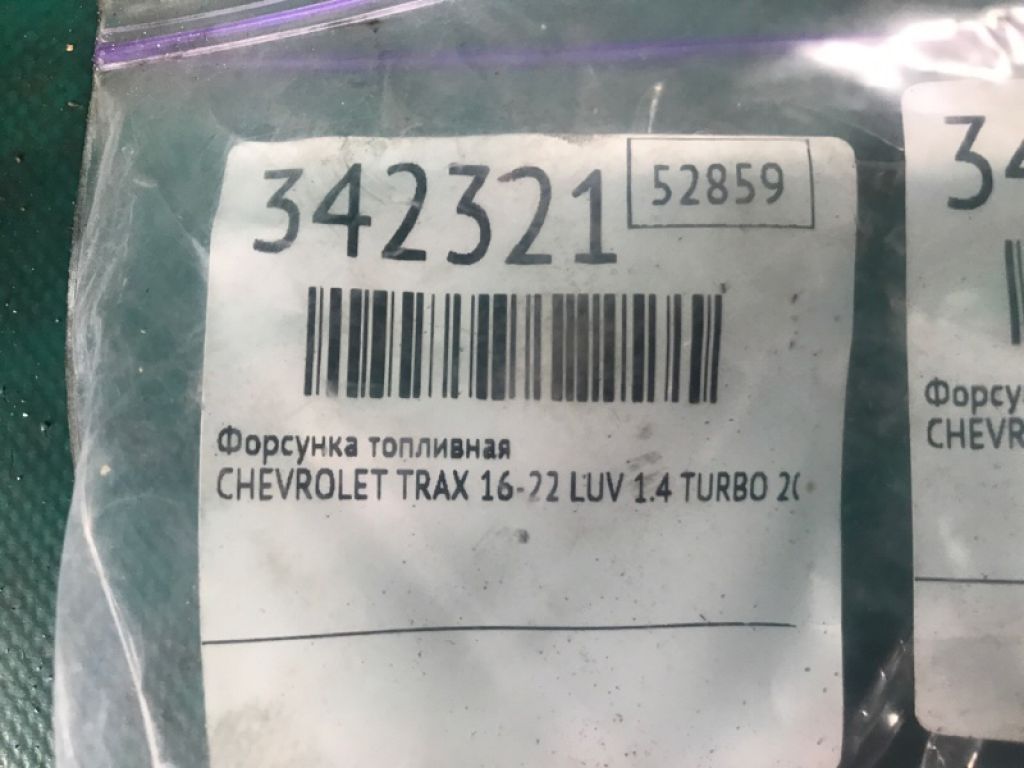 342321
52859
Форсунка топливная
CHEVROLET TRAX 16-22 LUV 1.4 TURBO